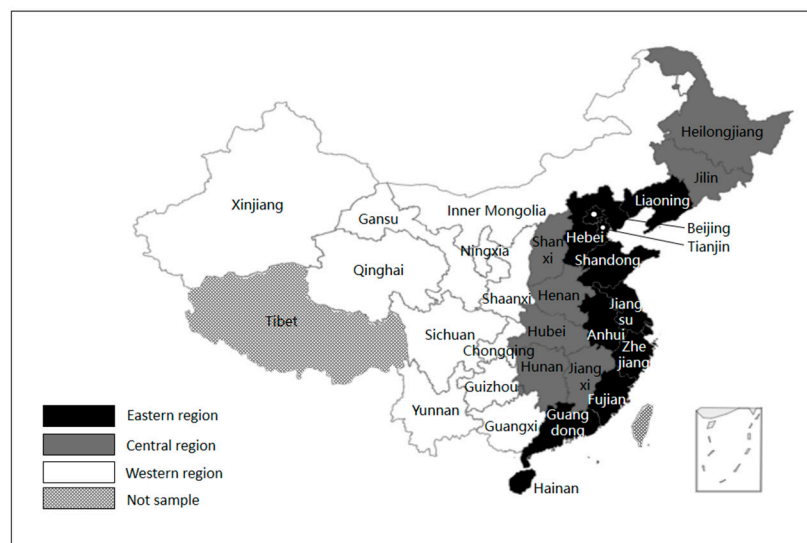 Heilongjiang
Jilin
Liaoning
Beijing
Tianjin
Xinjiang
Gansu
Inner Mongolia
Ningxia
Hebei
Shan
xi
Shandong
Qinghai
Shaanxi
Henan
Jiang
su
Tibet
Sichuan
Hubei
Anhui
Zhe
jiang
Chongqing
Hunan
Jiang
xi
Guizhou
Fujian
Yunnan
Guangxi
Guang
dong
Hainan
Eastern region
Central region
Western region
Not sample